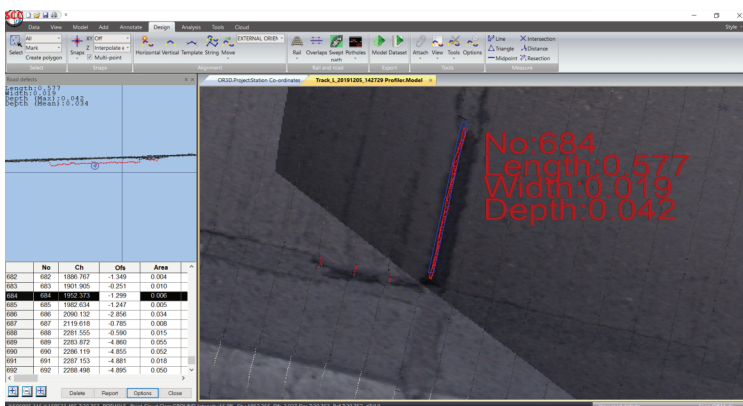 SCC
Data View Model Add Annotate Design Analysis Tools Cloud
Style
Select
All
Mark
Create polygon
Select
Snaps
XY Off
Z Interpolate e
Multi-point
Snaps
Horizontal Vertical Template String Move
EXTERNAL ORIEN
Alignment
Rail Overlaps Swept path Potholes
Rail and road
Model Dataset
Export
Attach View Tools Options
Tools
Line X Intersection
Triangle Distance
Midpoint Resection
Measure
Road defects
OR3D.Project:Station Co-ordinates
Track_L_20191205_142729 Profiler:Model
Length:0.577
Width:0.019
Depth (Max):0.042
Depth (Mean):0.034
No:684
Length:0.577
Width:0.019
Depth:0.042
No Ch Ofs Area
682 682 1886.767 -1.349 0.004
683 683 1901.905 -0.251 0.010
684 684 1952.373 -1.299 0.006
685 685 1982.634 -1.247 0.005
686 686 2090.132 -2.856 0.034
687 687 2119.618 -0.785 0.008
688 688 2281.555 -0.590 0.015
689 689 2283.872 -4.860 0.055
690 690 2286.119 -4.855 0.052
691 691 2287.153 -4.881 0.018
692 692 2288.498 -4.895 0.050
Delete Report Options Close